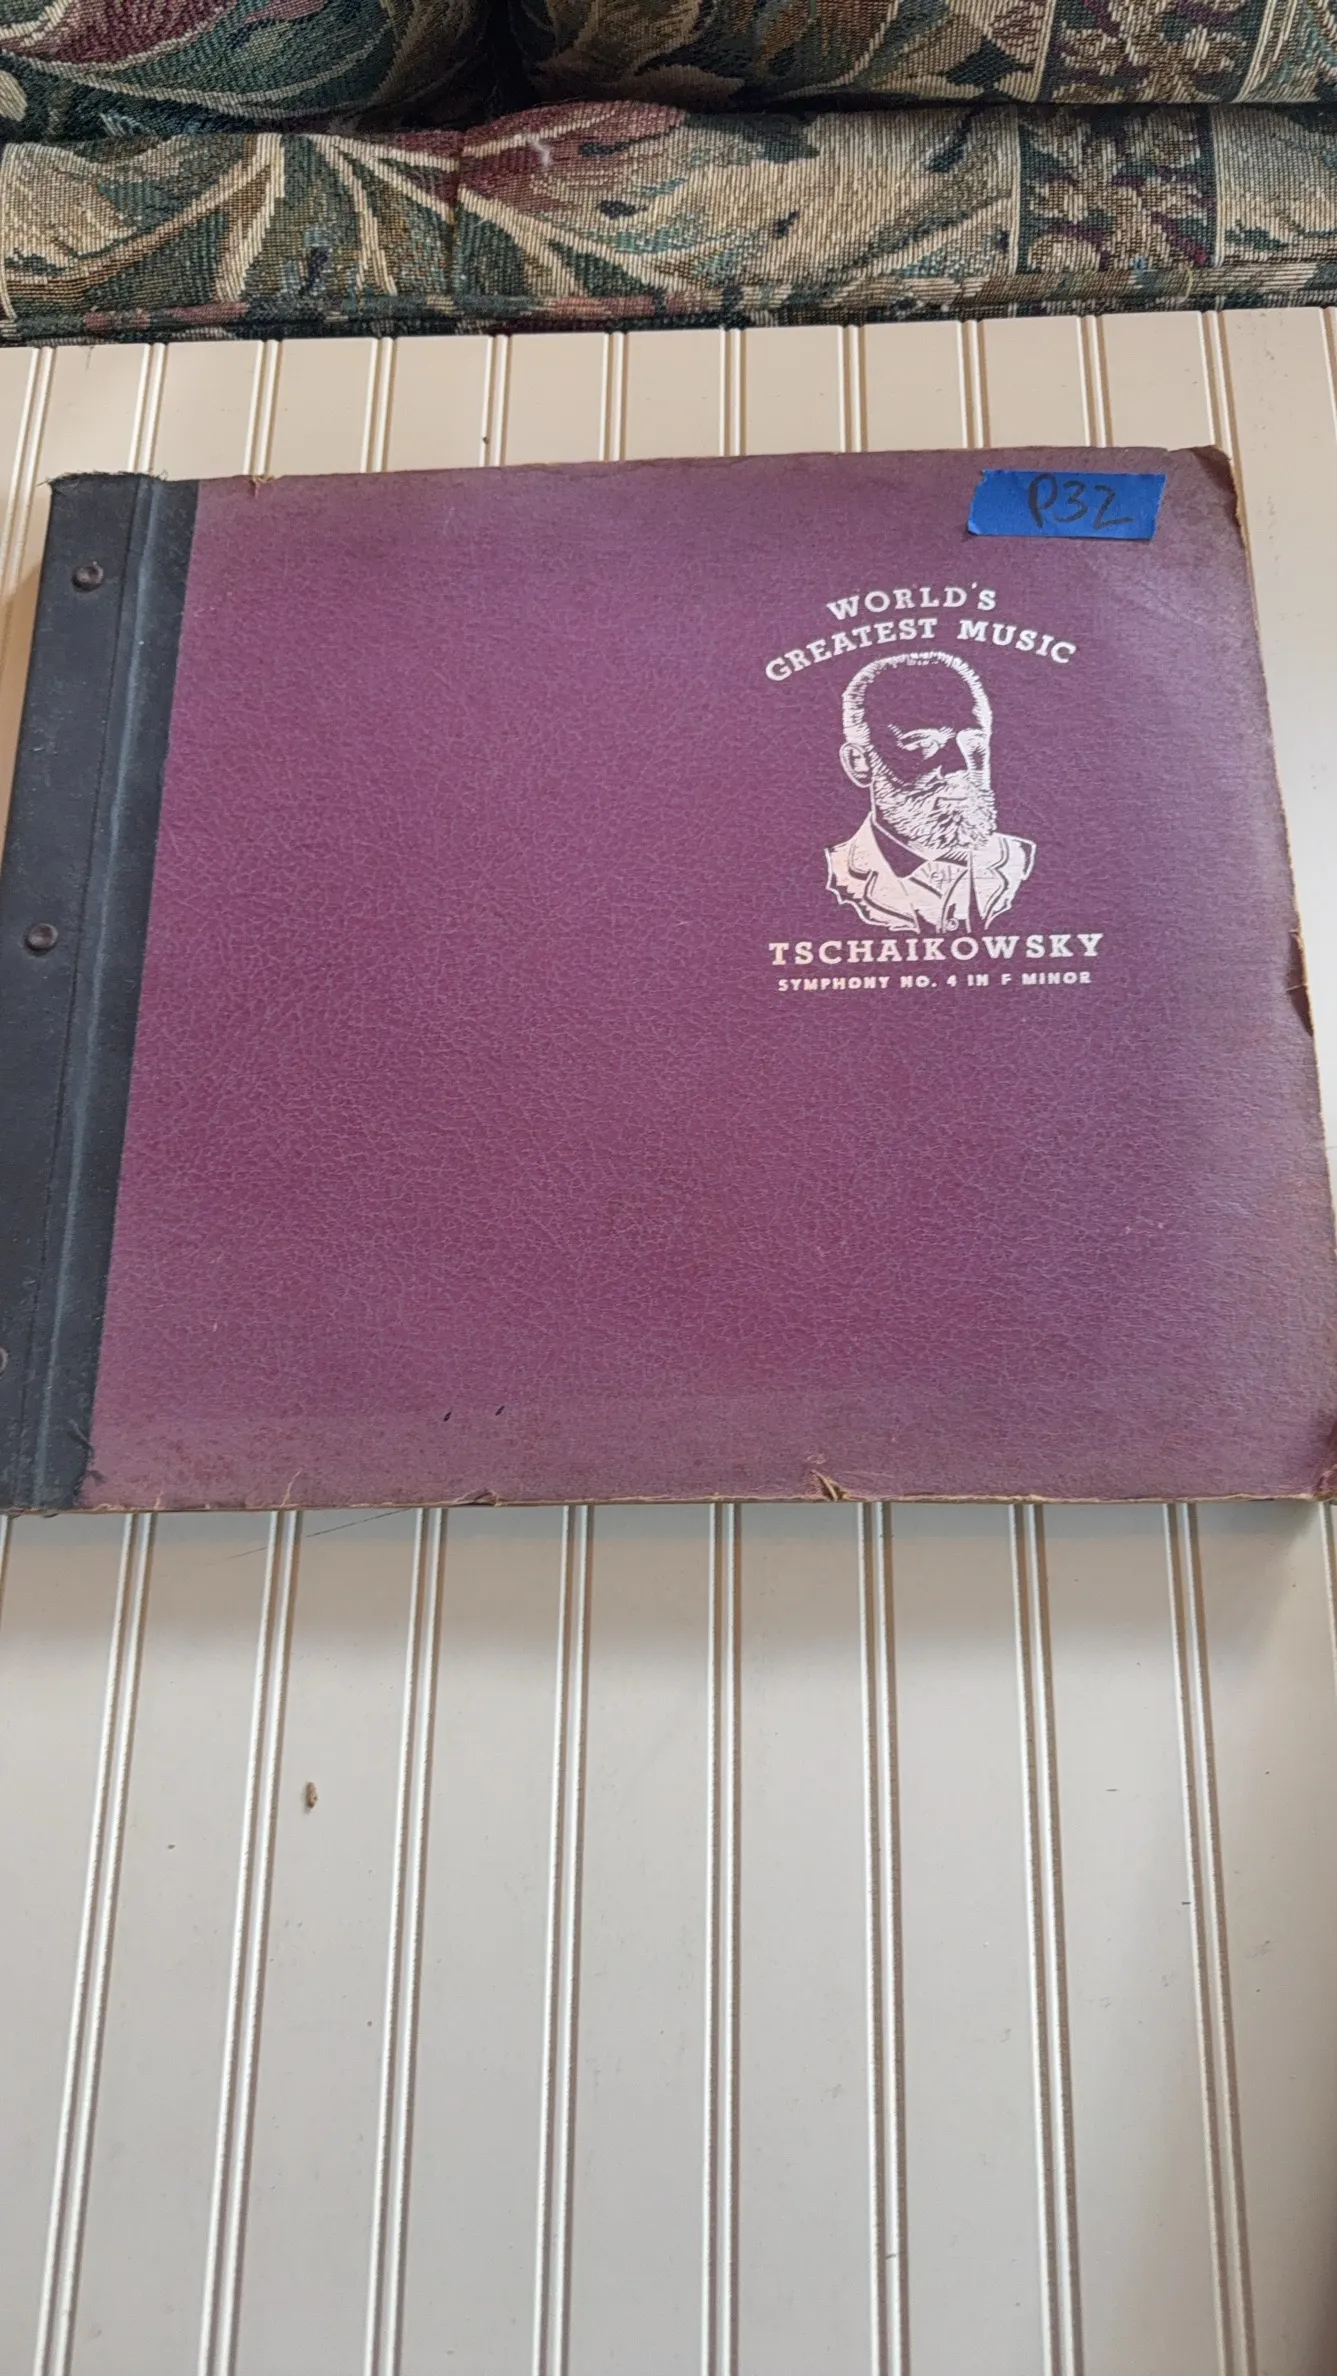 P32
WORLD'S
GREATEST MUSIC
TSCHAIKOWSKY
SYMPHONY NO. 4 IN F MINOR